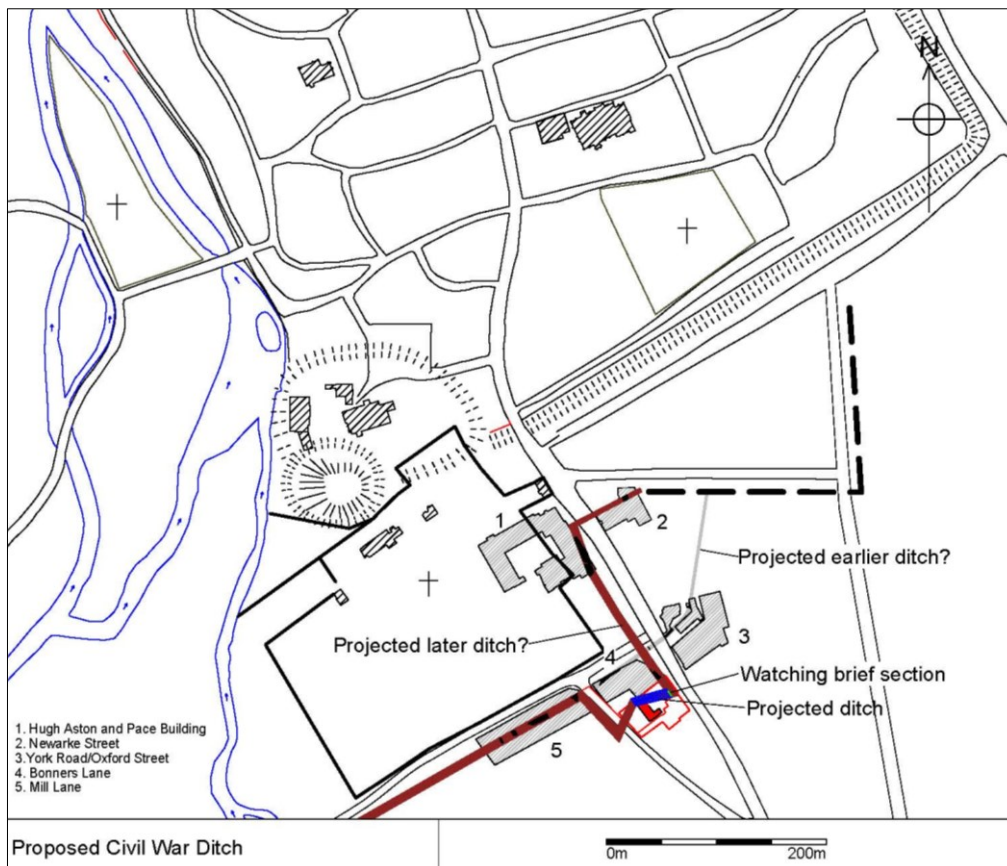 N
1
2
Projected earlier ditch?
3
Projected later ditch?
4
Watching brief section
Projected ditch
5
1. Hugh Aston and Pace Building
2. Newarke Street
3.York Road/Oxford Street
4. Bonners Lane
5. Mill Lane
Proposed Civil War Ditch
0m 200m